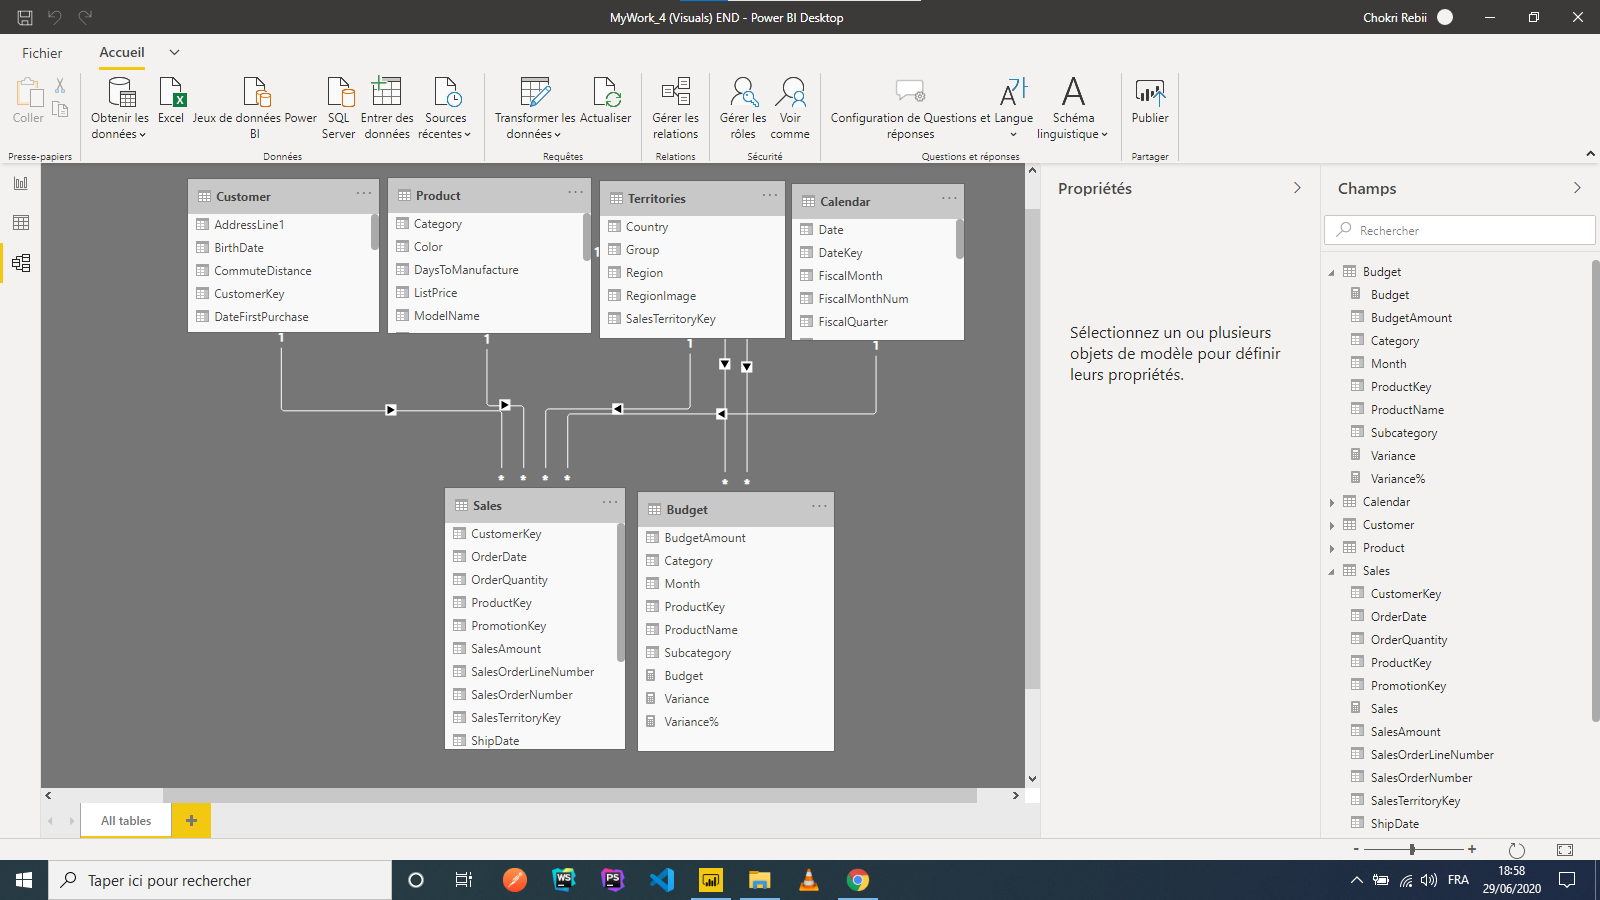 MyWork_4 (Visuals) END - Power BI Desktop
Chokri Rebii
Fichier
Accueil
Coller
Obtenir les données
Excel
Jeux de données Power BI
SQL Server
Entrer des données
Sources récentes
Transformer les données
Actualiser
Gérer les relations
Gérer les rôles
Voir comme
Configuration de Questions et réponses
Langue
Schéma linguistique
Publier
Presse-papiers
Données
Requêtes
Relations
Sécurité
Questions et réponses
Partager
Customer
AddressLine1
BirthDate
CommuteDistance
CustomerKey
DateFirstPurchase
Product
Category
Color
DaysToManufacture
ListPrice
ModelName
Territories
Country
Group
Region
RegionImage
SalesTerritoryKey
Calendar
Date
DateKey
FiscalMonth
FiscalMonthNum
FiscalQuarter
1
1
1
1
1
*
*
*
*
*
*
Sales
CustomerKey
OrderDate
OrderQuantity
ProductKey
PromotionKey
SalesAmount
SalesOrderLineNumber
SalesOrderNumber
SalesTerritoryKey
ShipDate
Budget
BudgetAmount
Category
Month
ProductKey
ProductName
Subcategory
Budget
Variance
Variance%
All tables
Propriétés
Sélectionnez un ou plusieurs
objets de modèle pour définir
leurs propriétés.
Champs
Rechercher
Budget
Budget
BudgetAmount
Category
Month
ProductKey
ProductName
Subcategory
Variance
Variance%
Calendar
Customer
Product
Sales
CustomerKey
OrderDate
OrderQuantity
ProductKey
PromotionKey
Sales
SalesAmount
SalesOrderLineNumber
SalesOrderNumber
SalesTerritoryKey
ShipDate
Taper ici pour rechercher
WS
PS
FRA
18:58
29/06/2020